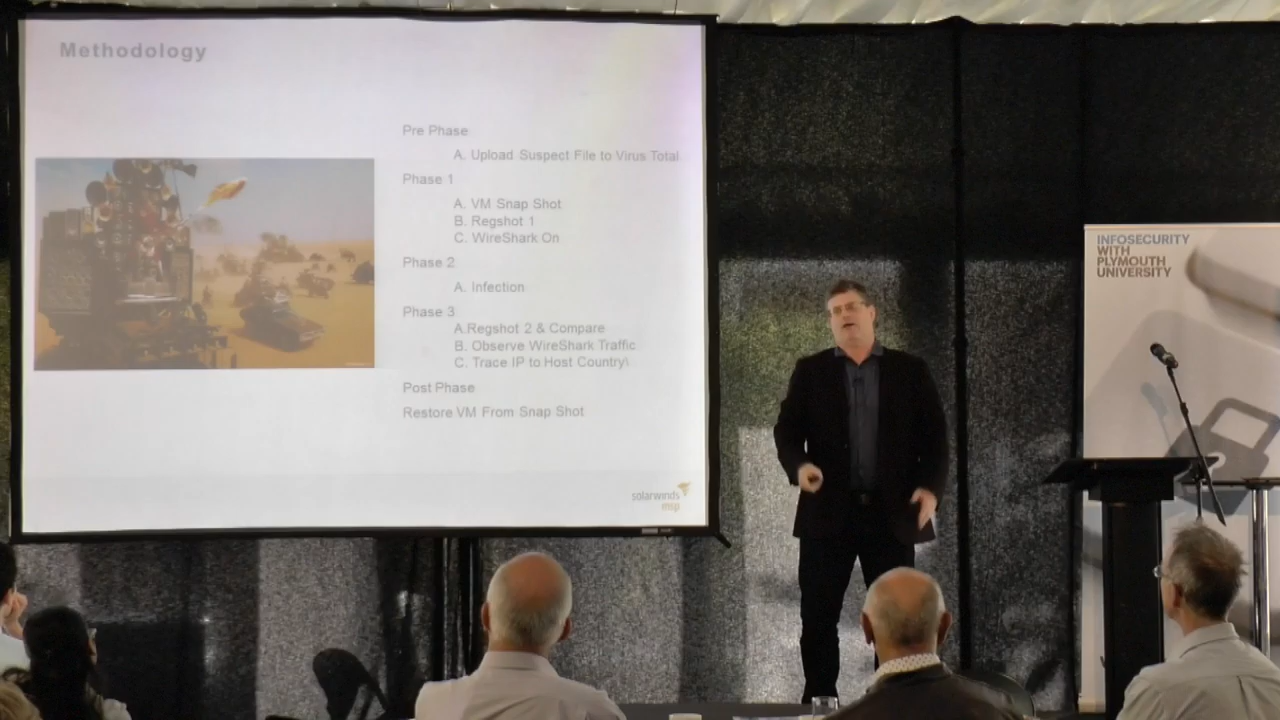 Methodology
Pre Phase
A. Upload Suspect File to Virus Total
Phase 1
A. VM Snap Shot
B. Regshot 1
C. WireShark On
Phase 2
A. Infection
Phase 3
A.Regshot 2 & Compare
B. Observe WireShark Traffic
C. Trace IP to Host Country\
Post Phase
Restore VM From Snap Shot
solarwinds
msp
INFOSECURITY
WITH
PLYMOUTH
UNIVERSITY